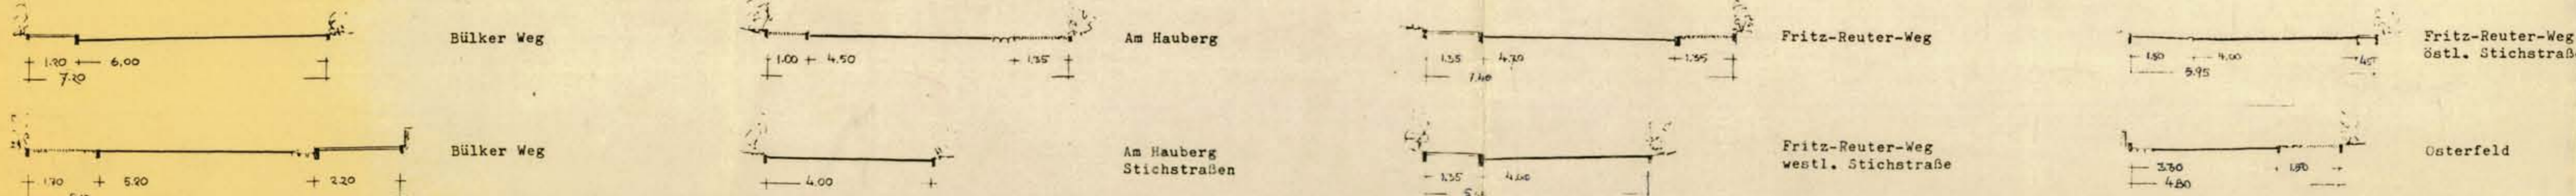 Bülker Weg
1.20 6.00
7.20
Am Hauberg
1.00 4.50 1.35
Fritz-Reuter-Weg
1.35 4.70 1.35
7.40
Fritz-Reuter-Weg
östl. Stichstraß
1.50 4.00 45
5.95
Bülker Weg
5.20 2.20
Am Hauberg
Stichstraßen
4.00
Fritz-Reuter-Weg
westl. Stichstraße
1.35
Osterfeld
3.30 1.50
4.80